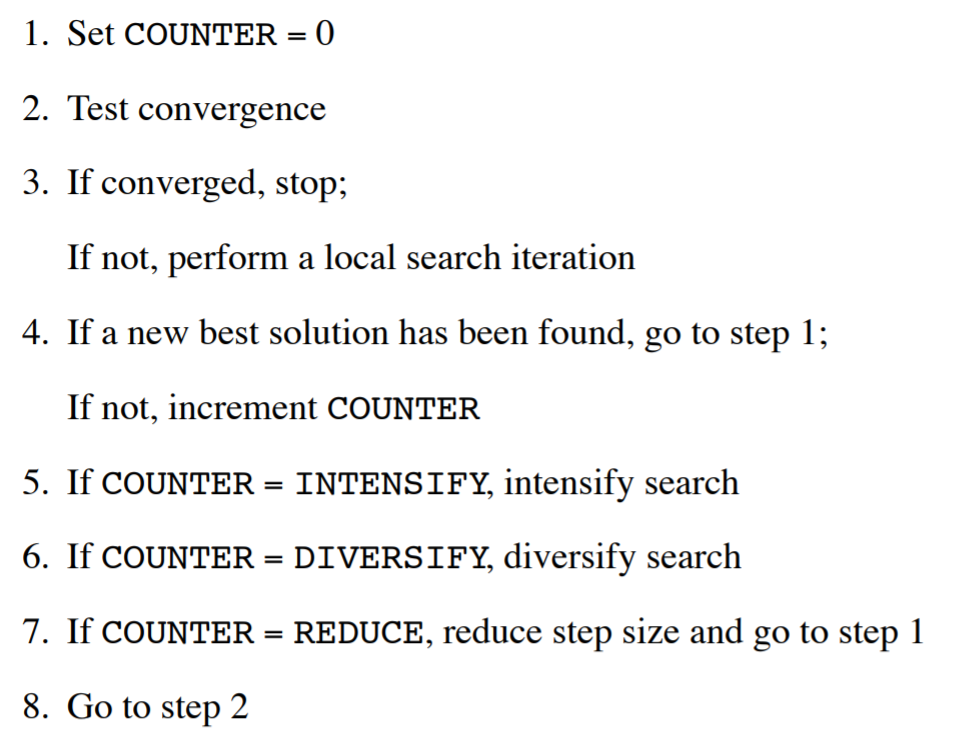 1. Set COUNTER = 0
2. Test convergence
3. If converged, stop;
If not, perform a local search iteration
4. If a new best solution has been found, go to step 1;
If not, increment COUNTER
5. If COUNTER = INTENSIFY, intensify search
6. If COUNTER = DIVERSIFY, diversify search
7. If COUNTER = REDUCE, reduce step size and go to step 1
8. Go to step 2